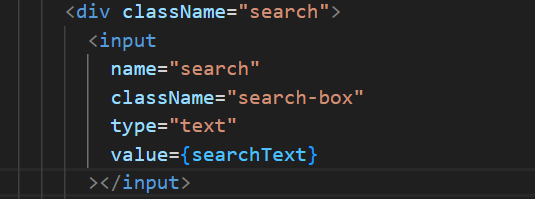 <div className="search">
<input
name="search"
className="search-box"
type="text"
value={searchText}
></input>